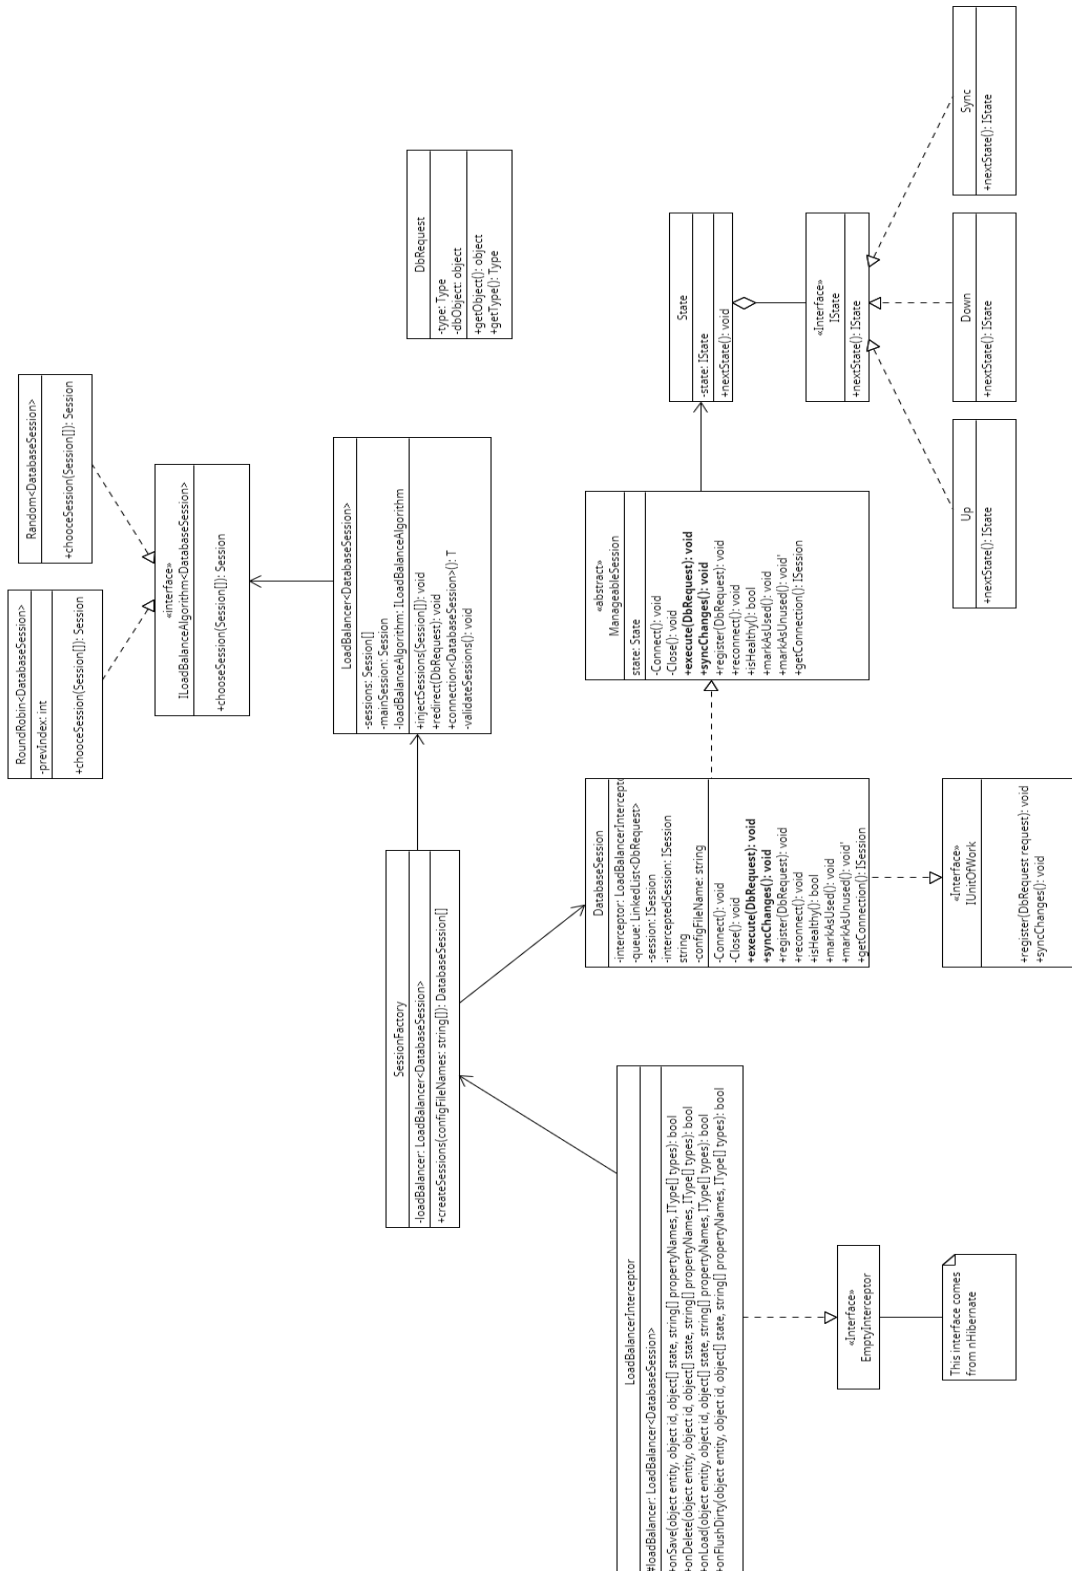 RoundRobin<DatabaseSession>
-prevIndex: int
+chooceSession(Session[]): Session
Random<DatabaseSession>
+chooceSession(Session[]): Session
«interface»
ILoadBalanceAlgorithm<DatabaseSession>
+chooseSession(Session[]): Session
LoadBalancer<DatabaseSession>
-sessions: Session[]
-mainSession: Session
-loadBalanceAlgorithm: ILoadBalanceAlgorithm
+injectSessions(Session[]): void
+redirect(DbRequest): void
+connection<DatabaseSession>(): T
-validateSessions(): void
DbRequest
-type: Type
-dbObject: object
+getObject(): object
+getType(): Type
SessionFactory
-loadBalancer: LoadBalancer<DatabaseSession>
+createSessions(configFileNames: string[]): DatabaseSession[]
LoadBalancerInterceptor
#loadBalancer: LoadBalancer<DatabaseSession>
+onSave(object entity, object id, object[] state, string[] propertyNames, IType[] types): bool
+onDelete(object entity, object id, object[] state, string[] propertyNames, IType[] types): bool
+onLoad(object entity, object id, object[] state, string[] propertyNames, IType[] types): bool
+onFlushDirty(object entity, object id, object[] state, string[] propertyNames, IType[] types): bool
«Interface»
EmptyInterceptor
This interface comes
from nHibernate
DatabaseSession
-interceptor: LoadBalancerIntercepto
-queue: LinkedList<DbRequest>
-session: ISession
-interceptedSession: ISession
string
-configFileName: string
-Connect(): void
-Close(): void
+execute(DbRequest): void
+syncChanges(): void
+register(DbRequest): void
+reconnect(): void
+isHealthy(): bool
+markAsUsed(): void
+markAsUnused(): void'
+getConnection(): ISession
«Interface»
IUnitOfWork
+register(DbRequest request): void
+syncChanges(): void
«abstract»
ManageableSession
state: State
-Connect(): void
-Close(): void
+execute(DbRequest): void
+syncChanges(): void
+register(DbRequest): void
+reconnect(): void
+isHealthy(): bool
+markAsUsed(): void
+markAsUnused(): void'
+getConnection(): ISession
State
-state: IState
+nextState(): void
«Interface»
IState
+nextState(): IState
Up
+nextState(): IState
Down
+nextState(): IState
Sync
+nextState(): IState